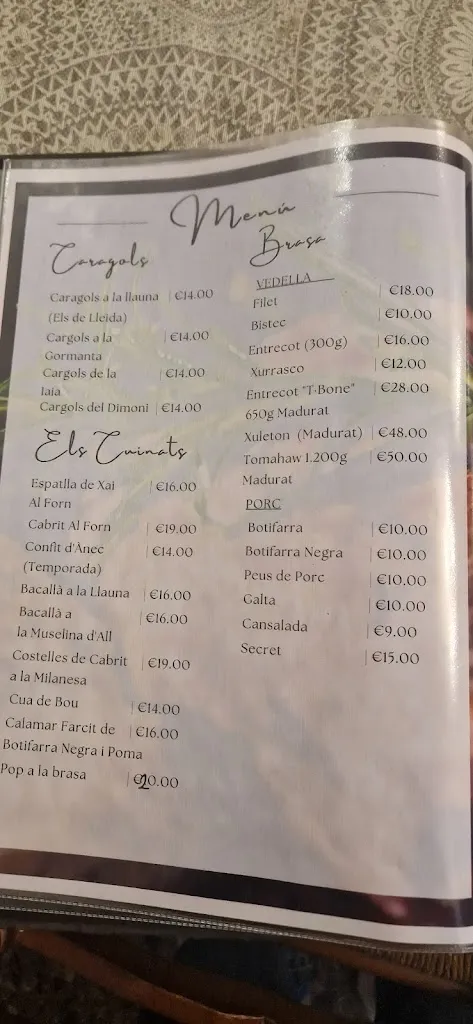 Menú
Caragols
Caragols a la llauna | €14.00
(Els de Lleida)
Cargols a la | €14.00
Gormanta
Cargols de la | €14.00
iaia
Cargols del Dimoni | €14.00
Els Cuinats
Espatlla de Xai | €16.00
Al Forn
Cabrit Al Forn | €19.00
Confit d'Ànec | €14.00
(Temporada)
Bacallà a la Llauna | €16.00
Bacallà a | €16.00
la Muselina d'All
Costelles de Cabrit | €19.00
a la Milanesa
Cua de Bou | €14.00
Calamar Farcit de | €16.00
Botifarra Negra i Poma
Pop a la brasa | €20.00
Brasa
VEDELLA
Filet | €18.00
Bistec | €10.00
Entrecot (300g) | €16.00
Xurrasco | €12.00
Entrecot "T-Bone" | €28.00
650g Madurat
Xuleton (Madurat) | €48.00
Tomahaw 1.200g | €50.00
Madurat
PORC
Botifarra | €10.00
Botifarra Negra | €10.00
Peus de Porc | €10.00
Galta | €10.00
Cansalada | €9.00
Secret | €15.00